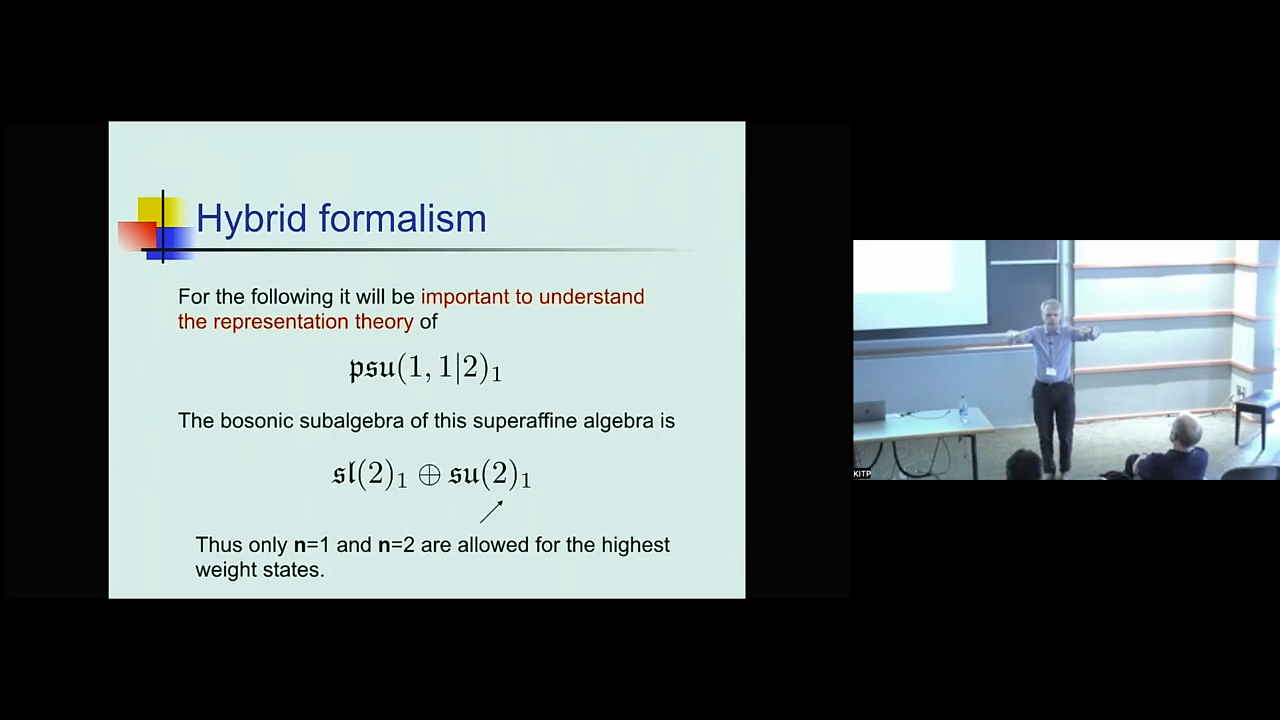 Hybrid formalism
For the following it will be important to understand
the representation theory of
𝔭𝔰𝔲(1, 1|2)₁
The bosonic subalgebra of this superaffine algebra is
𝔰𝔩(2)₁ ⊕ 𝔰𝔲(2)₁
Thus only n=1 and n=2 are allowed for the highest
weight states.
KITP